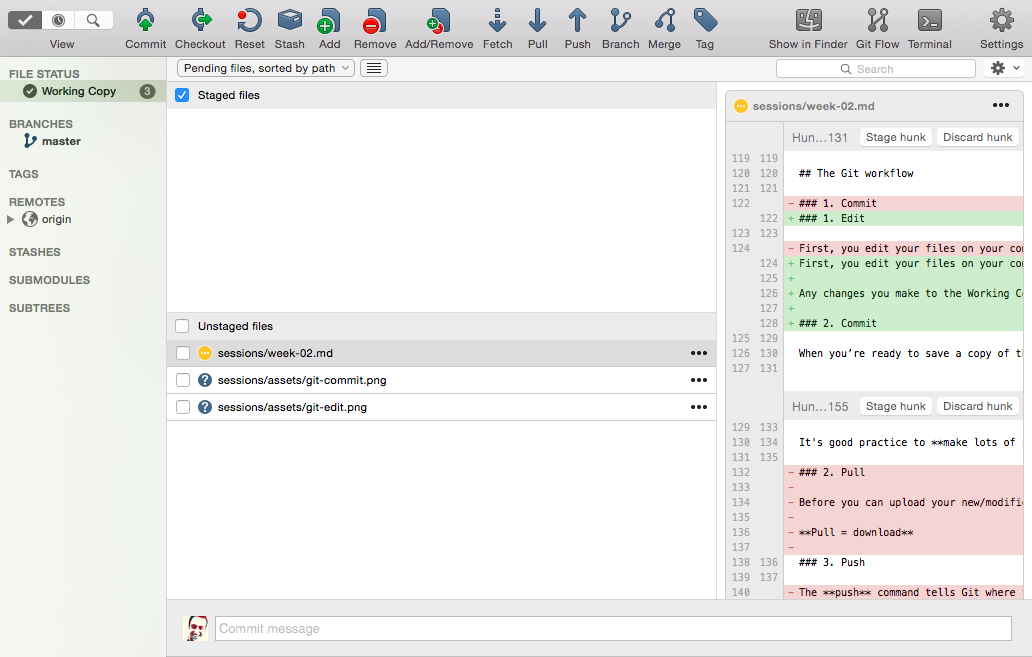 View Commit Checkout Reset Stash Add Remove Add/Remove Fetch Pull Push Branch Merge Tag Show in Finder Git Flow Terminal Settings
FILE STATUS
Working Copy 3
BRANCHES
master
TAGS
REMOTES
origin
STASHES
SUBMODULES
SUBTREES
Pending files, sorted by path
Search
Staged files
Unstaged files
sessions/week-02.md
sessions/assets/git-commit.png
sessions/assets/git-edit.png
sessions/week-02.md
Hun...131 Stage hunk Discard hunk
119 119
120 120 ## The Git workflow
121 121
122 - ### 1. Commit
122 + ### 1. Edit
123 123
124 - First, you edit your files on your
124 + First, you edit your files on your
125 +
126 + Any changes you make to the Working
127 +
128 + ### 2. Commit
125 129
126 130 When you’re ready to save a copy of
127 131
Hun...155 Stage hunk Discard hunk
129 133
130 134 It's good practice to **make lots of
131 135
132 - ### 2. Pull
133 -
134 - Before you can upload your
135 -
136 - **Pull = download**
137 -
138 136 ### 3. Push
139 137
140 - The **push** command tells Git where
Commit message